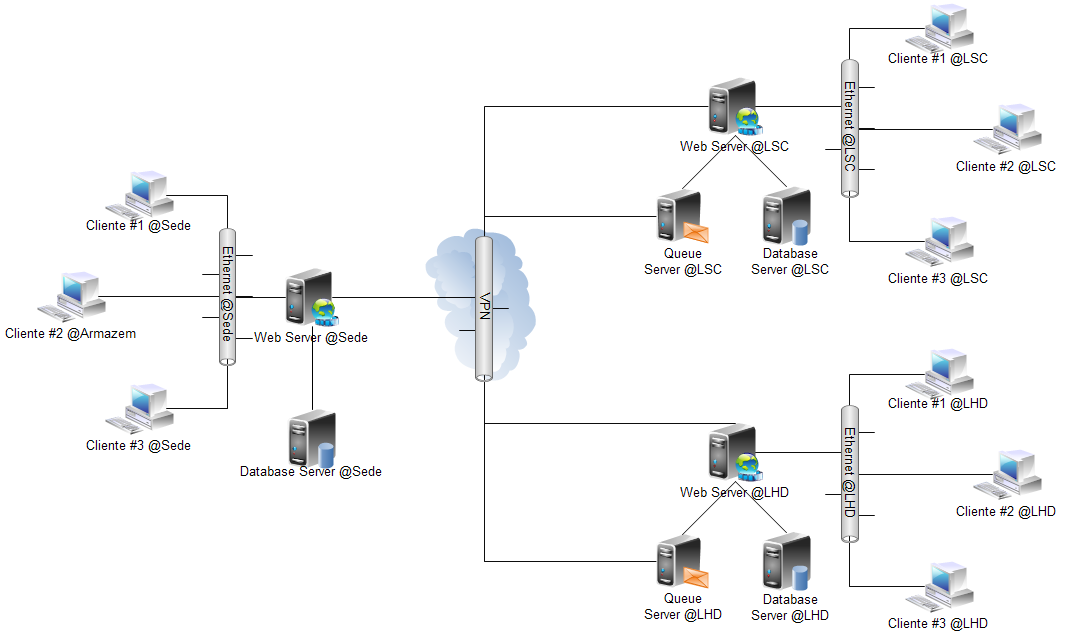 Cliente #1 @LSC
Ethernet @LSC
Web Server @LSC
Cliente #2 @LSC
Cliente #1 @Sede
Ethernet @Sede
Queue
Server @LSC
Database
Server @LSC
Cliente #3 @LSC
VPN
Cliente #2 @Armazem
Web Server @Sede
Cliente #1 @LHD
Cliente #3 @Sede
Ethernet @LHD
Database Server @Sede
Web Server @LHD
Cliente #2 @LHD
Queue
Server @LHD
Database
Server @LHD
Cliente #3 @LHD